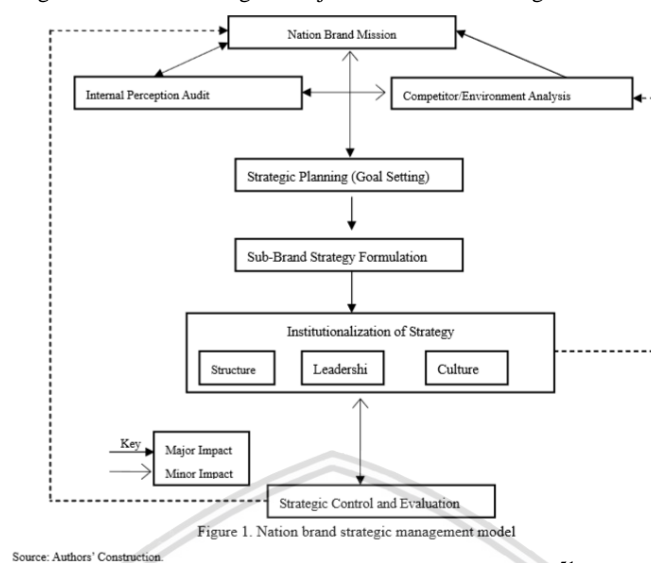 Nation Brand Mission
Internal Perception Audit
Competitor/Environment Analysis
Strategic Planning (Goal Setting)
Sub-Brand Strategy Formulation
Institutionalization of Strategy
Structure
Leadershi
Culture
Key
Major Impact
Minor Impact
Strategic Control and Evaluation
Figure 1. Nation brand strategic management model
Source: Authors' Construction.